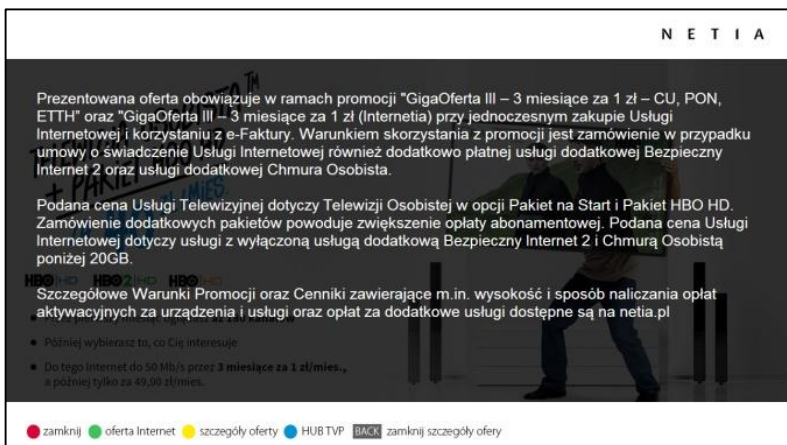 NETIA
Prezentowana oferta obowiązuje w ramach promocji "GigaOferta III – 3 miesiące za 1 zł – CU, PON,
ETTH" oraz "GigaOferta III – 3 miesiące za 1 zł (Internetia) przy jednoczesnym zakupie Usługi
Internetowej i korzystaniu z e-Faktury. Warunkiem skorzystania z promocji jest zamówienie w przypadku
umowy o świadczenie Usługi Internetowej również dodatkowo płatnej usługi dodatkowej Bezpieczny
Internet 2 oraz usługi dodatkowej Chmura Osobista.
Podana cena Usługi Telewizyjnej dotyczy Telewizji Osobistej w opcji Pakiet na Start i Pakiet HBO HD.
Zamówienie dodatkowych pakietów powoduje zwiększenie opłaty abonamentowej. Podana cena Usługi
Internetowej dotyczy usługi z wyłączoną usługą dodatkową Bezpieczny Internet 2 i Chmurą Osobistą
poniżej 20GB.
HBO HD HBO2 HD HBO HD
Szczegółowe Warunki Promocji oraz Cenniki zawierające m.in. wysokość i sposób naliczania opłat
aktywacyjnych za urządzenia i usługi oraz opłat za dodatkowe usługi dostępne są na netia.pl
Później wybierasz to, co Cię interesuje
Do tego Internet do 50 Mb/s przez 3 miesiące za 1 zł/mies.,
a później tylko za 49,90 zł/mies.
zamknij oferta Internet szczegóły oferty HUB TVP BACK zamknij szczegóły ofery